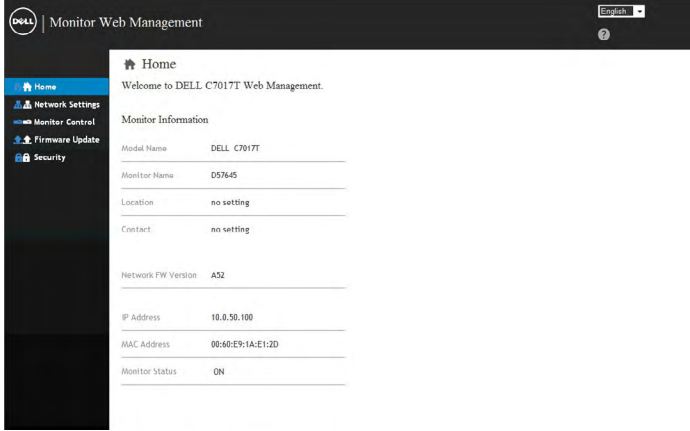 DELL | Monitor Web Management
English
?
Home
Network Settings
Monitor Control
Firmware Update
Security
Home
Welcome to DELL C7017T Web Management.
Monitor Information
Model Name DELL C7017T
Monitor Name D57645
Location no setting
Contact no setting
Network FW Version A52
IP Address 10.0.50.100
MAC Address 00:60:E9:1A:E1:2D
Monitor Status ON